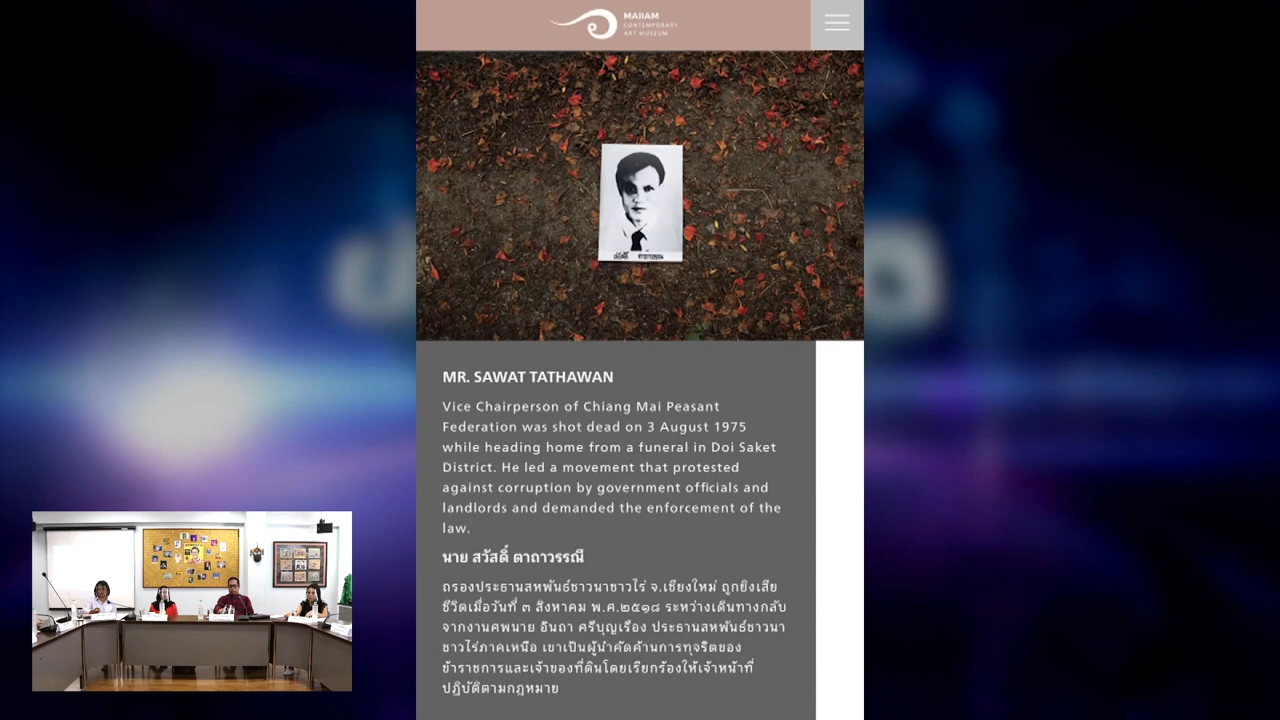 MAIIAM
CONTEMPORARY
ART MUSEUM
MR. SAWAT TATHAWAN
Vice Chairperson of Chiang Mai Peasant
Federation was shot dead on 3 August 1975
while heading home from a funeral in Doi Saket
District. He led a movement that protested
against corruption by government officials and
landlords and demanded the enforcement of the
law.
นาย สวัสดิ์ ตาถาวรรณ์
ถรองประธานสหพันธ์ชาวนาชาวไร่ จ.เชียงใหม่ ถูกยิงเสีย
ชีวิตเมื่อวันที่ ๓ สิงหาคม พ.ศ.๒๕๑๘ ระหว่างเดินทางกลับ
จากงานศพนาย อินถา ศรีบุญเรือง ประธานสหพันธ์ชาวนา
ชาวไร่ภาคเหนือ เขาเป็นผู้นำคัดค้านการทุจริตของ
ข้าราชการและเจ้าของที่ดินโดยเรียกร้องให้เจ้าหน้าที่
ปฏิบัติตามกฎหมาย